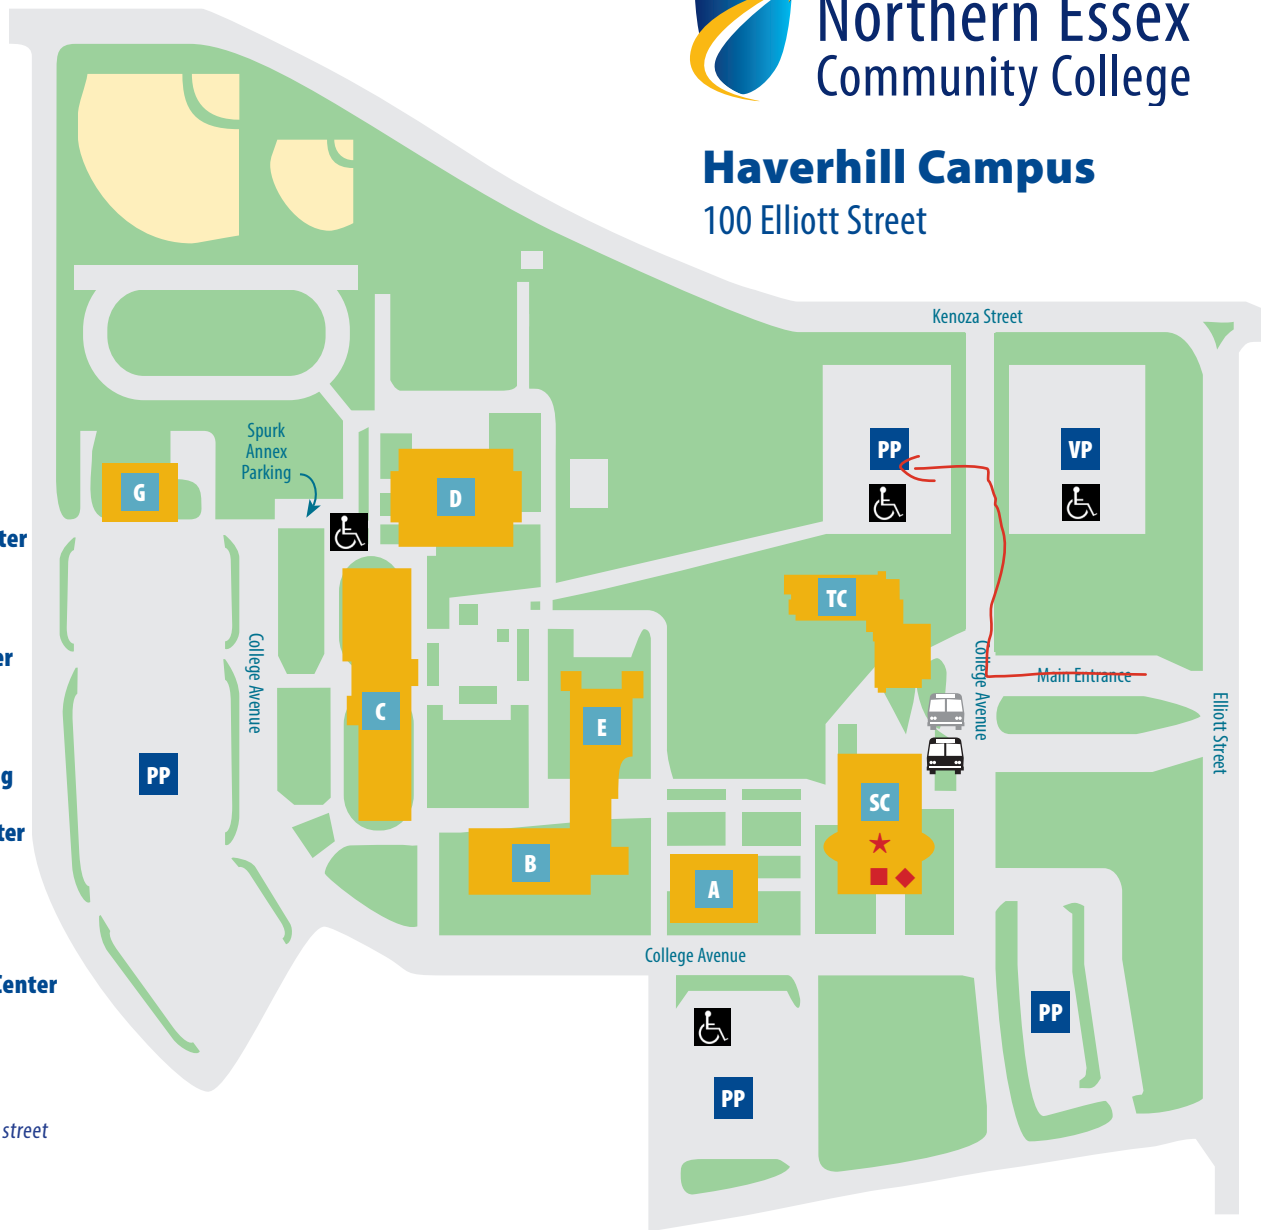 Northern Essex
Community College
Haverhill Campus
100 Elliott Street
Kenoza Street
Spurk
Annex
Parking
PP
VP
G
D
ter
TC
er
College Avenue
College Avenue
Main Entrance
Elliott Street
C
E
PP
g
SC
ter
B
A
College Avenue
Center
PP
PP
street